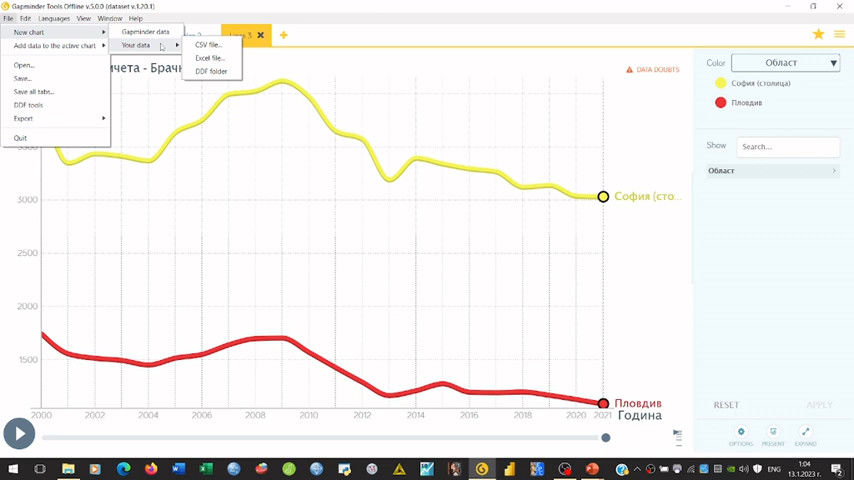 Gapminder Tools Offline v.5.0.0 (dataset v.1.20.1)
File Edit Languages View Window Help
New chart
Add data to the active chart
Open...
Save...
Save all tabs...
DDF tools
Export
Quit
Gapminder data
Your data
CSV file...
Excel file...
DDF folder
3
ичета - Брачн
DATA DOUBTS
3000
2500
2000
1500
2000 2002 2004 2006 2008 2010 2012 2014 2016 2018 2020 2021
София (сто...
Пловдив
Година
Color
Област
София (столица)
Пловдив
Show
Search...
Област
RESET
APPLY
OPTIONS
PRESENT
EXPAND
ENG
1:04
13.1.2023 г.